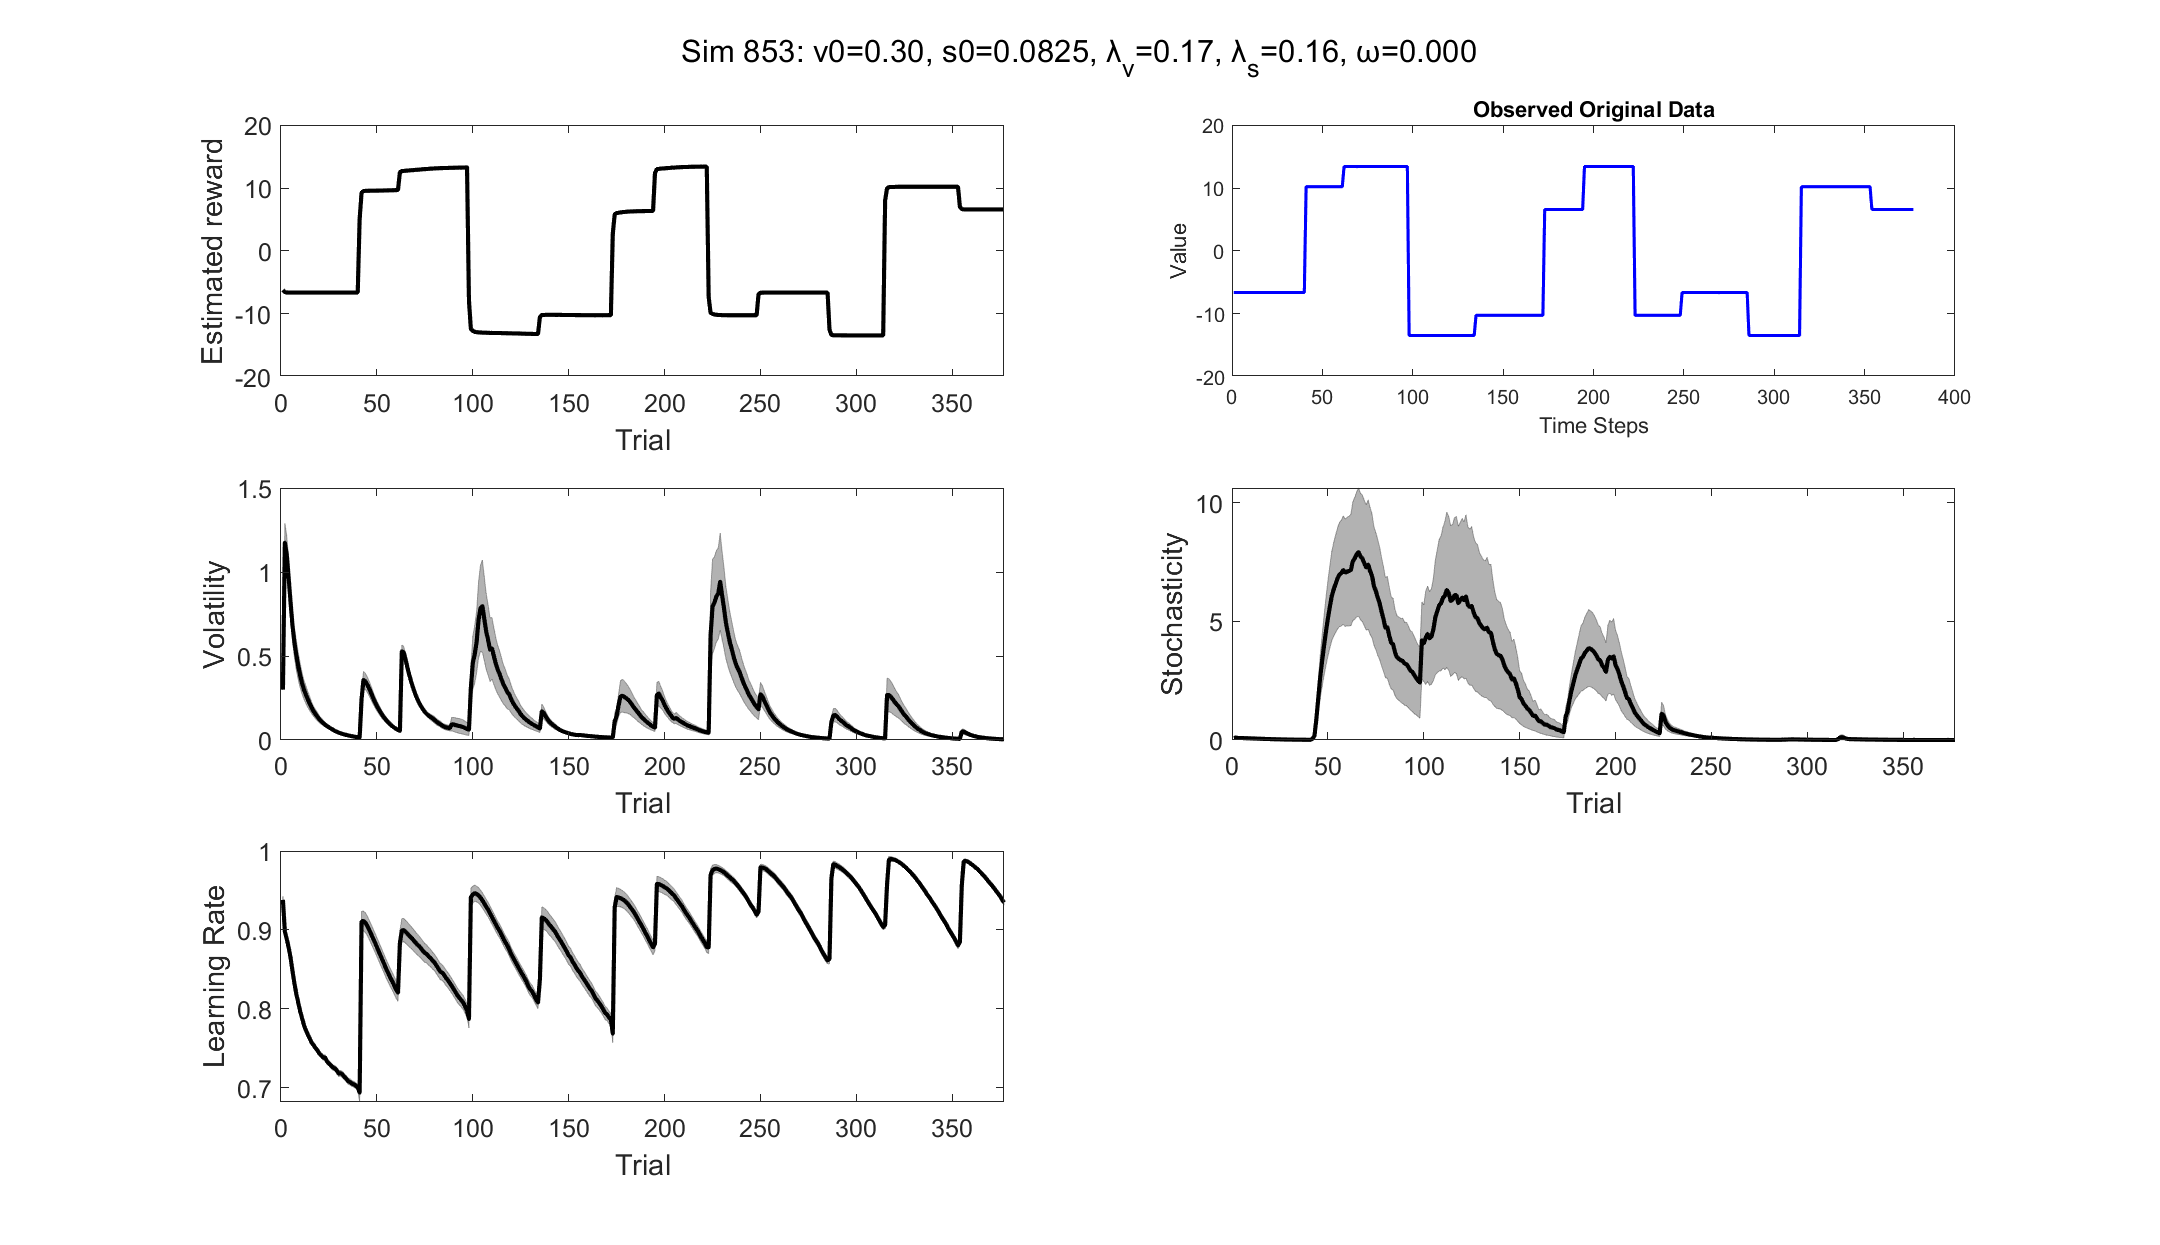 Sim 853: v0=0.30, s0=0.0825, λv=0.17, λs=0.16, ω=0.000
Estimated reward
20
10
0
-10
-20
0 50 100 150 200 250 300 350
Trial
Observed Original Data
Value
20
10
0
-10
-20
0 50 100 150 200 250 300 350 400
Time Steps
Volatility
1.5
1
0.5
0
0 50 100 150 200 250 300 350
Trial
Stochasticity
10
5
0
0 50 100 150 200 250 300 350
Trial
Learning Rate
1
0.9
0.8
0.7
0 50 100 150 200 250 300 350
Trial